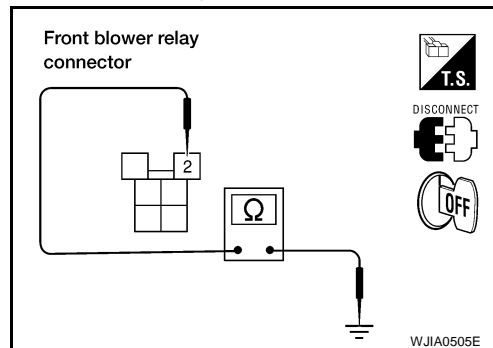 Front blower relay
connector
T.S.
DISCONNECT
2
Ω
OFF
WJIA0505E